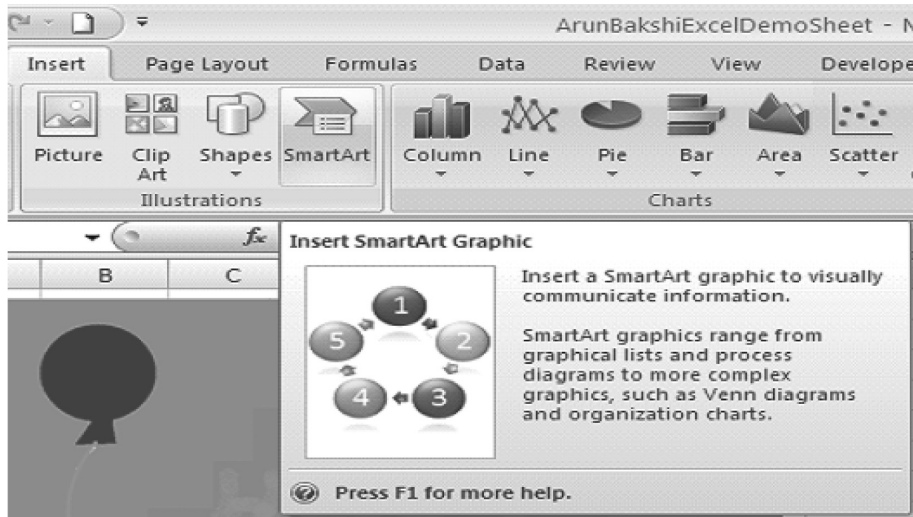 ArunBakshiExcelDemoSheet -
Insert Page Layout Formulas Data Review View Develope
Picture Clip Art Shapes SmartArt Column Line Pie Bar Area Scatter
Illustrations Charts
fx
Insert SmartArt Graphic
B C
Insert a SmartArt graphic to visually
communicate information.
SmartArt graphics range from
graphical lists and process
diagrams to more complex
graphics, such as Venn diagrams
and organization charts.
1
5 2
4 3
Press F1 for more help.